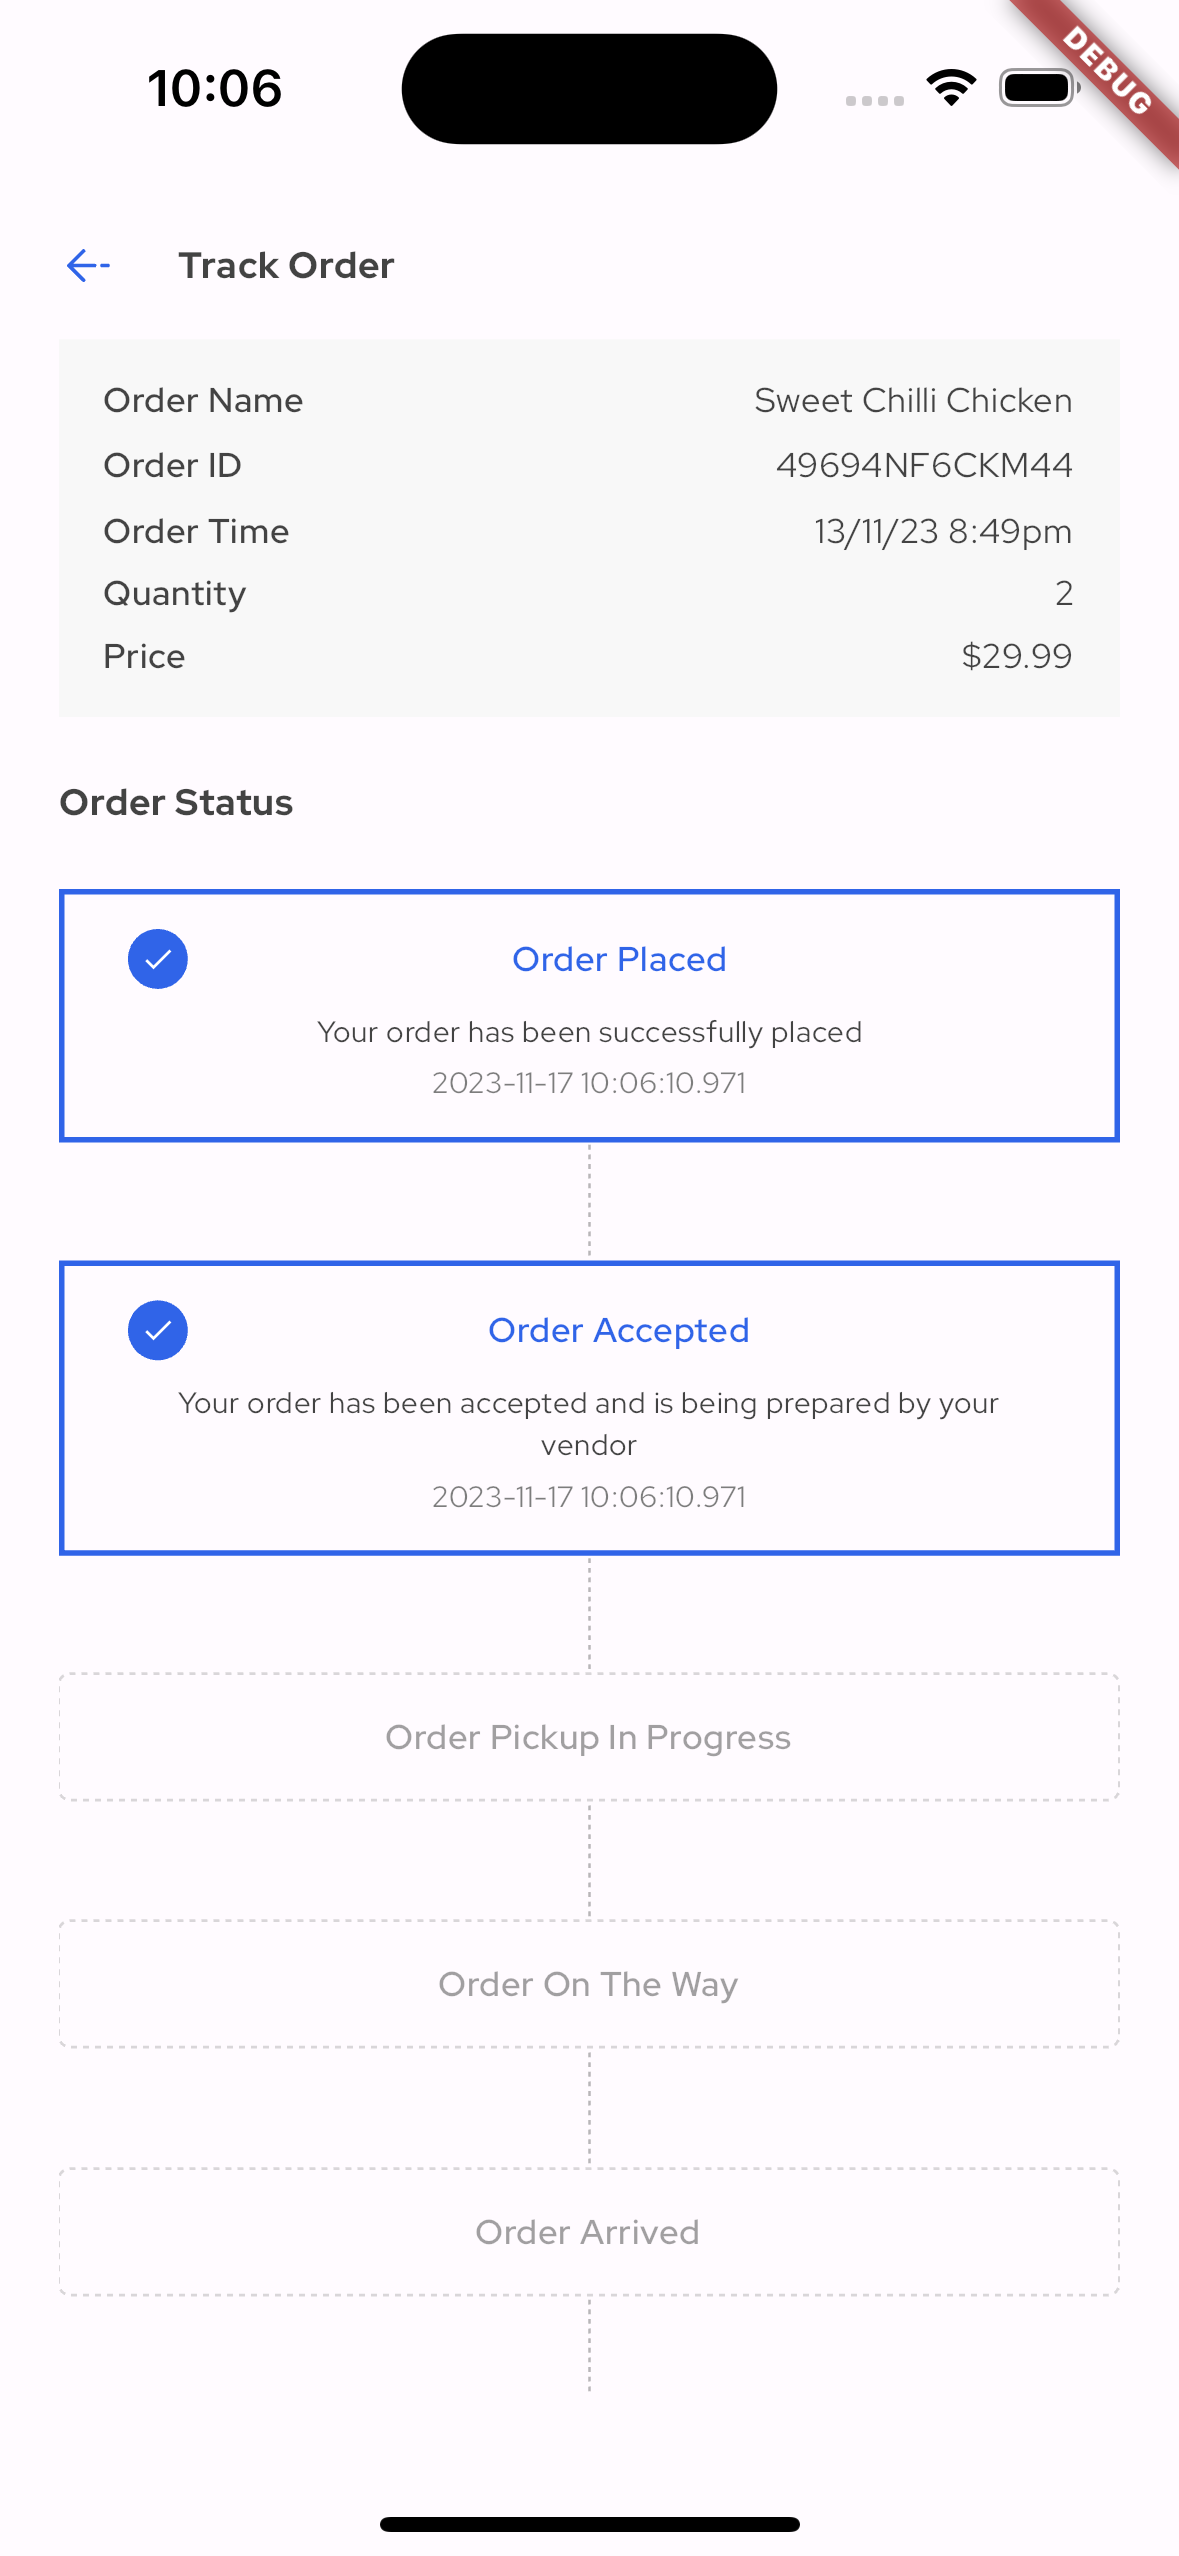 10:06
DEBUG
Track Order
Order Name Sweet Chilli Chicken
Order ID 49694NF6CKM44
Order Time 13/11/23 8:49pm
Quantity 2
Price $29.99
Order Status
Order Placed
Your order has been successfully placed
2023-11-17 10:06:10.971
Order Accepted
Your order has been accepted and is being prepared by your
vendor
2023-11-17 10:06:10.971
Order Pickup In Progress
Order On The Way
Order Arrived